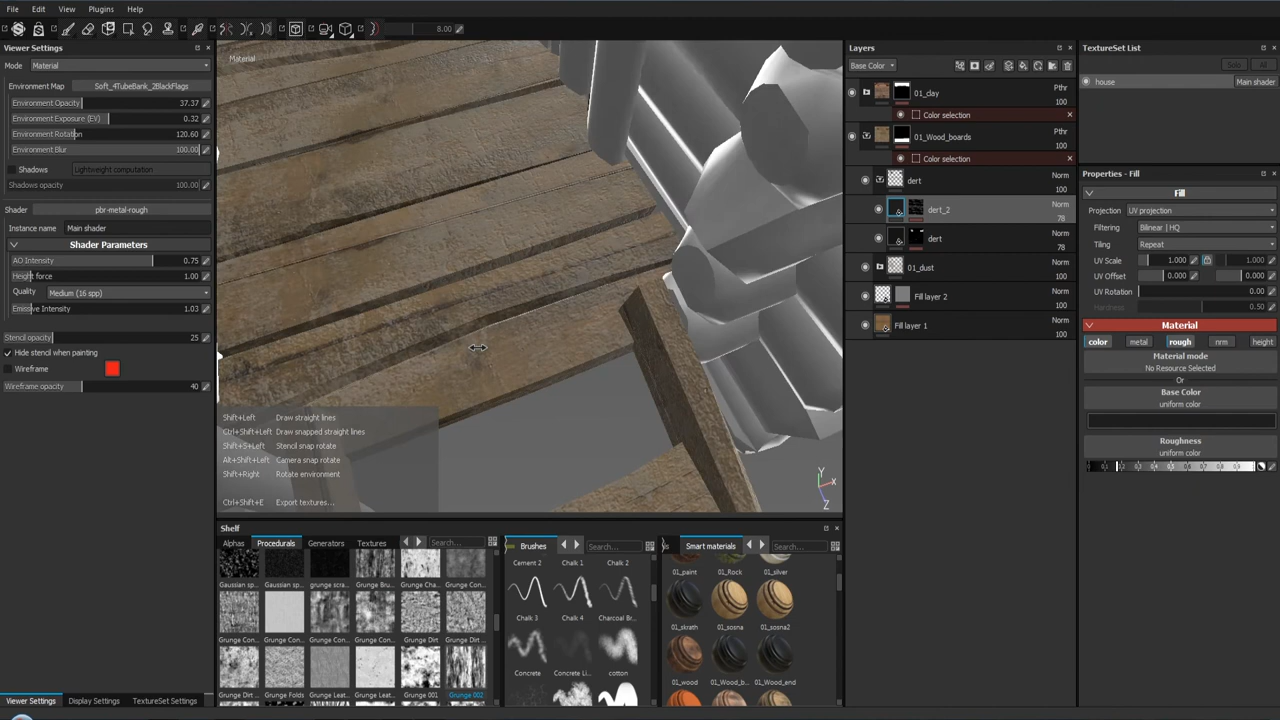 File Edit View Plugins Help
8.00
Viewer Settings
Mode Material
Environment Map Soft_4TubeBank_2BlackFlags
Environment Opacity 37.37
Environment Exposure (EV) 0.32
Environment Rotation 120.60
Environment Blur 100.00
Shadows Lightweight computation
Shadows opacity 100.00
Shader pbr-metal-rough
Instance name Main shader
Shader Parameters
AO Intensity 0.75
Height force 1.00
Quality Medium (16 spp)
Emissive Intensity 1.03
Stencil opacity 25
Hide stencil when painting
Wireframe
Wireframe opacity 40
Viewer Settings Display Settings TextureSet Settings
Material
Shift+Left Draw straight lines
Ctrl+Shift+Left Draw snapped straight lines
Shift+S+Left Stencil snap rotate
Alt+Shift+Left Camera snap rotate
Shift+Right Rotate environment
Ctrl+Shift+E Export textures...
Y
X
Z
Shelf
Alphas Procedurals Generators Textures Search...
Gaussian sp... Gaussian sp... grunge scra... Grunge Bru... Grunge Cha... Grunge Con...
Grunge Con... Grunge Con... Grunge Con... Grunge Con... Grunge Dirt Grunge Dirt ...
Grunge Dirt ... Grunge Folds Grunge Leat... Grunge Leat... Grunge 001 Grunge 002
Brushes Search...
Cement 2 Chalk 1 Chalk 2
Chalk 3 Chalk 4 Charcoal Br...
Concrete Concrete Li... cotton
ls Smart materials Search...
01_paint 01_Rock 01_silver
01_skrath 01_sosna 01_sosna2
01_wood 01_Wood_b... 01_Wood_end
Layers
Base Color
01_clay Pthr
100
Color selection
01_Wood_boards Pthr
100
Color selection
dert Norm
100
dert_2 Norm
78
dert Norm
78
01_dust Norm
100
Fill layer 2 Norm
100
Fill layer 1 Norm
100
TextureSet List
Solo All
house Main shader
Properties - Fill
Fill
Projection UV projection
Filtering Bilinear | HQ
Tiling Repeat
UV Scale 1.000 1.000
UV Offset 0.000 0.000
UV Rotation 0.00
Hardness 0.50
Material
color metal rough nrm height
Material mode
No Resource Selected
Or
Base Color
uniform color
Roughness
uniform color